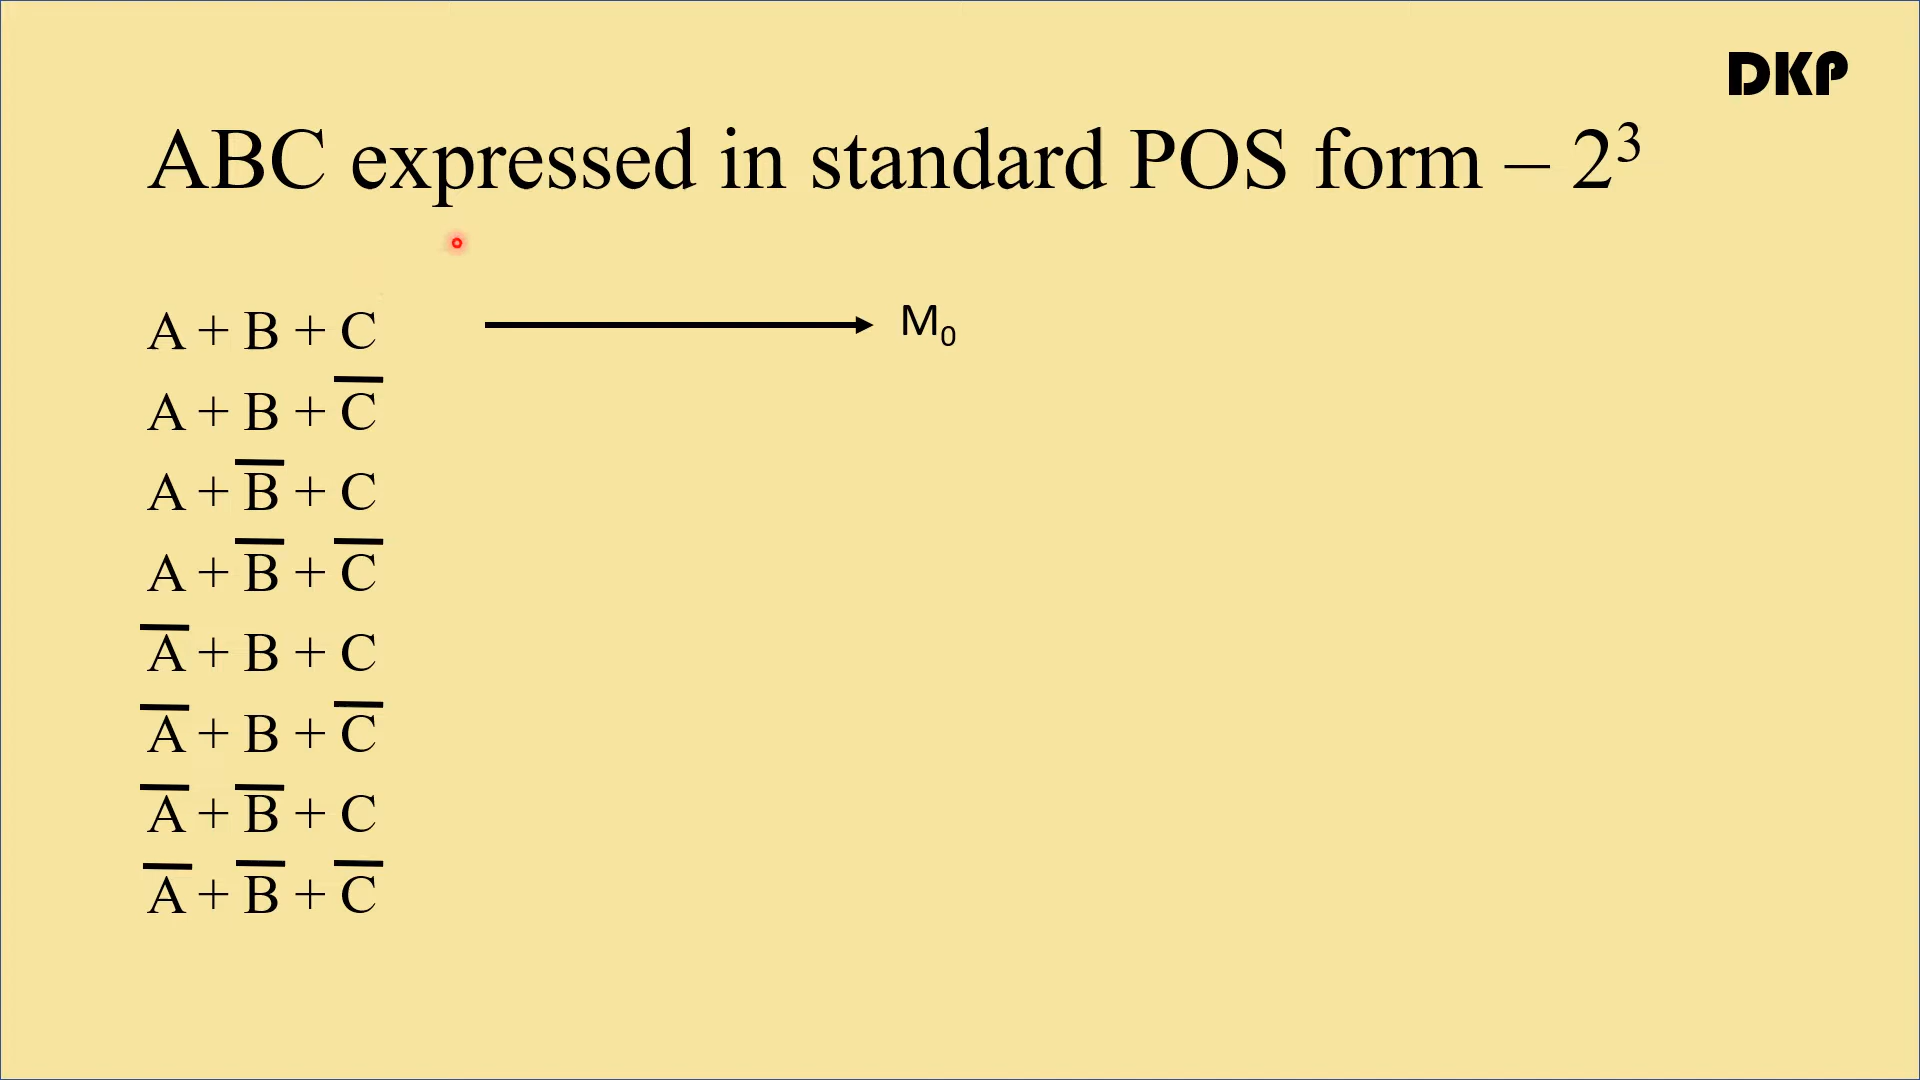 DKP
ABC expressed in standard POS form – 2³
A + B + C → M₀
A + B + C̅
A + B̅ + C
A + B̅ + C̅
A̅ + B + C
A̅ + B + C̅
A̅ + B̅ + C
A̅ + B̅ + C̅